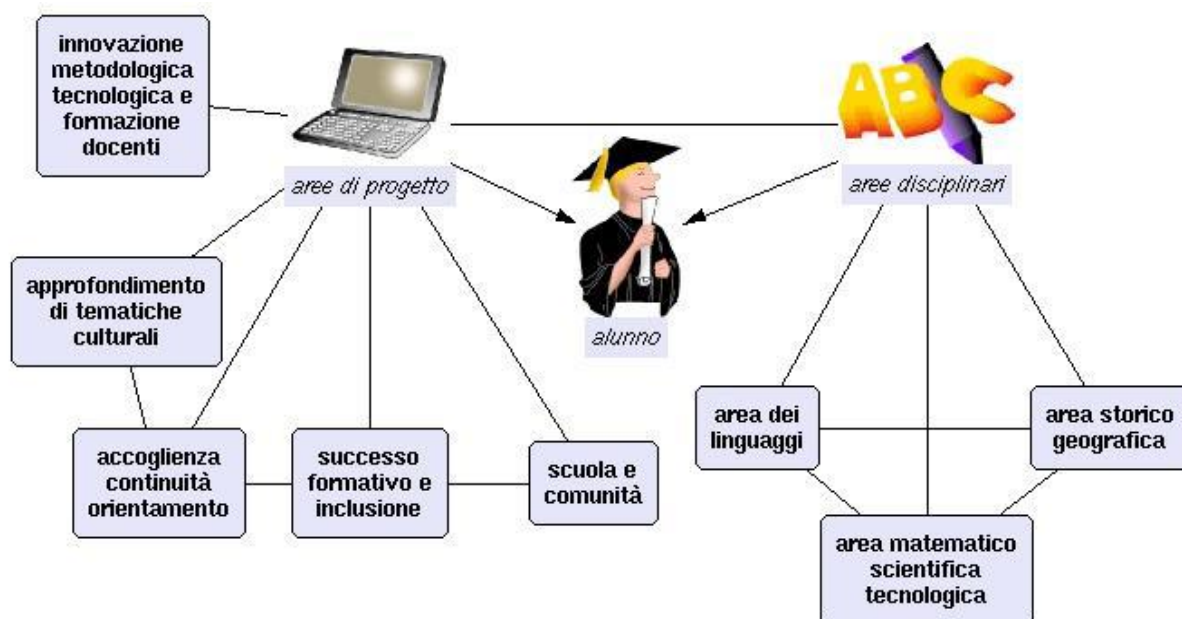 innovazione
metodologica
tecnologica e
formazione
docenti
ABC
aree di progetto
aree disciplinari
alunno
approfondimento
di tematiche
culturali
accoglienza
continuità
orientamento
successo
formativo e
inclusione
scuola e
comunità
area dei
linguaggi
area storico
geografica
area matematico
scientifica
tecnologica